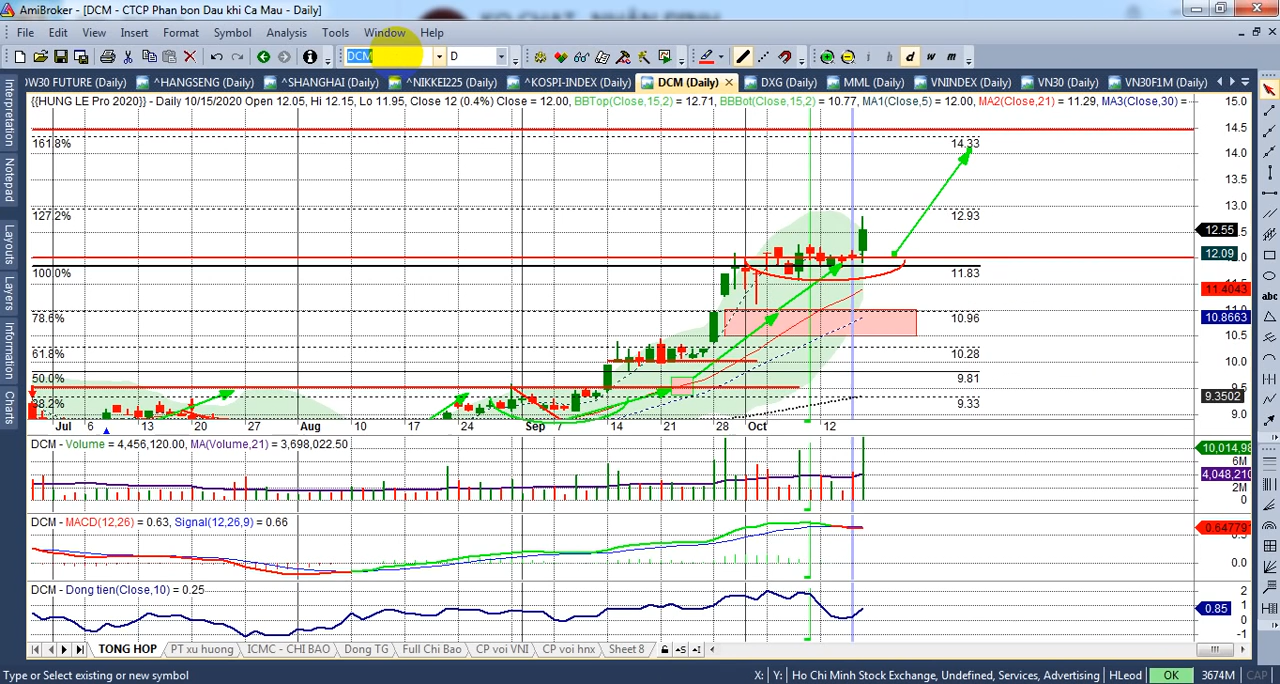 AmiBroker - [DCM - CTCP Phan bon Dau khi Ca Mau - Daily]
File Edit View Insert Format Symbol Analysis Tools Window Help
DCM D i h d w m
Interpretation
Notepad
Layouts
Layers
Information
Charts
W30 FUTURE (Daily) ^HANGSENG (Daily) ^SHANGHAI (Daily) ^NIKKEI225 (Daily) ^KOSPI-INDEX (Daily) DCM (Daily) DXG (Daily) MML (Daily) VNINDEX (Daily) VN30 (Daily) VN30F1M (Daily)
{{HUNG LE Pro 2020}} - Daily 10/15/2020 Open 12.05, Hi 12.15, Lo 11.95, Close 12 (0.4%) Close = 12.00, BBTop(Close,15,2) = 12.71, BBBot(Close,15,2) = 10.77, MA1(Close,5) = 12.00, MA2(Close,21) = 11.29, MA3(Close,30) =
15.0
14.5
161.8% 14.33
14.0
13.5
13.0
127.2% 12.93
12.55
12.09
100.0% 11.83
11.4043
78.6% 10.96
10.8663
10.5
61.8% 10.28
10.0
50.0% 9.81
9.5
38.2% 9.33
9.3502
9.0
Jul 6 13 20 27 Aug 10 17 24 Sep 7 14 21 28 Oct 12
DCM - Volume = 4,456,120.00, MA(Volume,21) = 3,698,022.50
10,014,98
6M
4,048,210
2M
0
DCM - MACD(12,26) = 0.63, Signal(12,26,9) = 0.66
0.647791
0.0
DCM - Dong tien(Close,10) = 0.25
2
1
0.85
0
-1
TONG HOP PT xu huong ICMC - CHI BAO Dong TG Full Chi Bao CP voi VNI CP voi hnx Sheet 8
abc
Type or Select existing or new symbol X: Y: Ho Chi Minh Stock Exchange, Undefined, Services, Advertising HLeod OK 3674M CAP